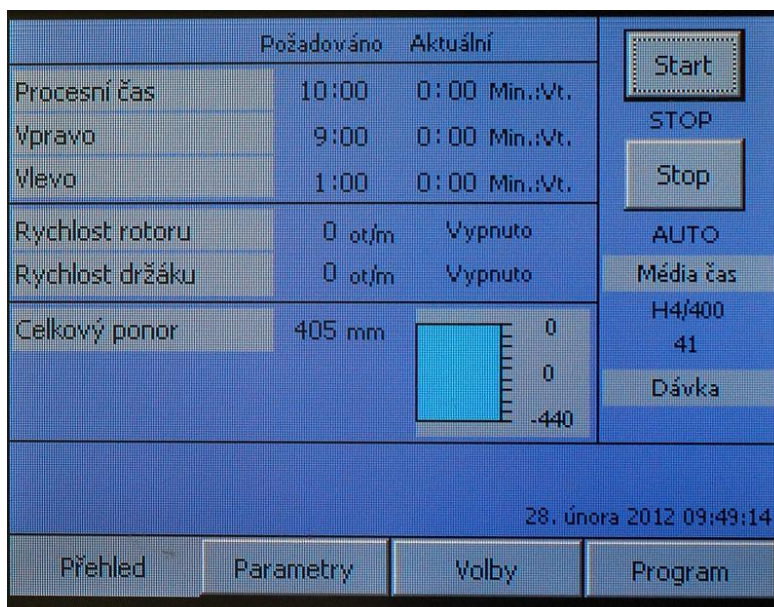 Požadováno Aktuální
Procesní čas 10:00 0:00 Min.:Vt.
Vpravo 9:00 0:00 Min.:Vt.
Vlevo 1:00 0:00 Min.:Vt.
Rychlost rotoru 0 ot/m Vypnuto
Rychlost držáku 0 ot/m Vypnuto
Celkový ponor 405 mm
0
0
-440
Start
STOP
Stop
AUTO
Média čas
H4/400
41
Dávka
28. února 2012 09:49:14
Přehled Parametry Volby Program